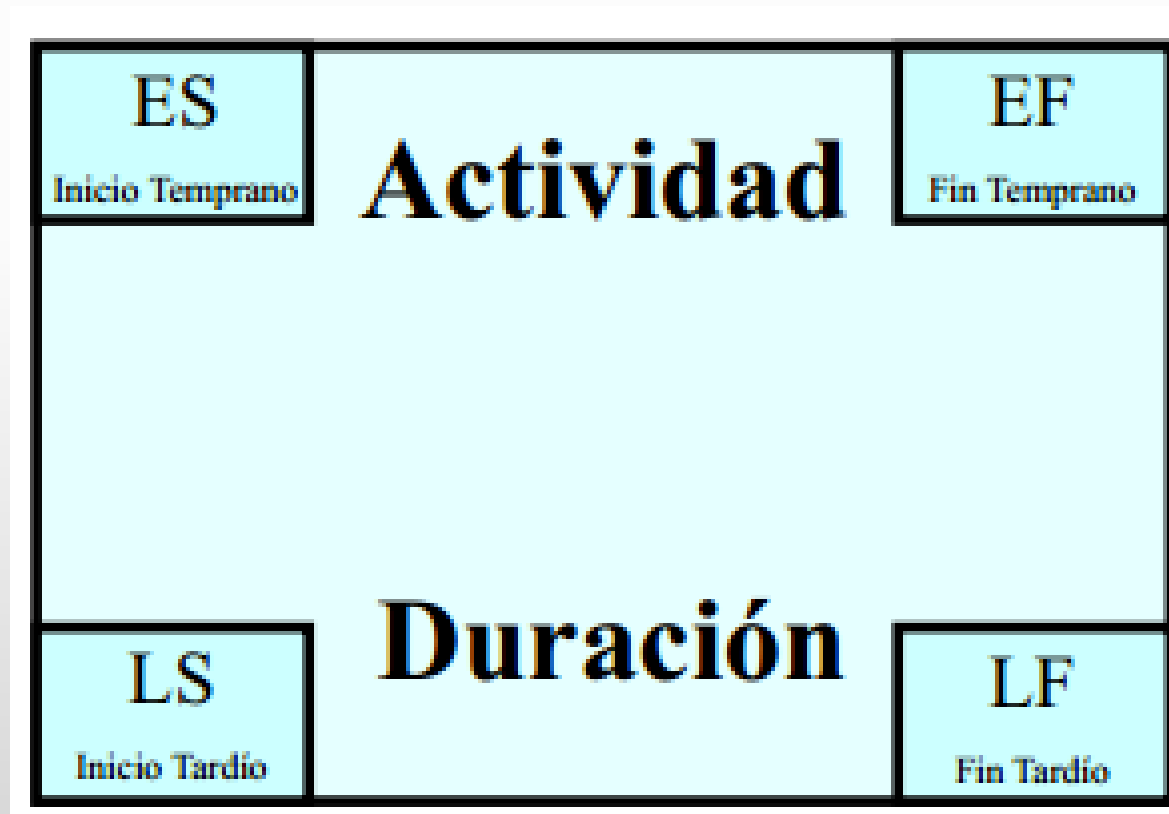 ES
Inicio Temprano
Actividad
EF
Fin Temprano
LS
Inicio Tardío
Duración
LF
Fin Tardío